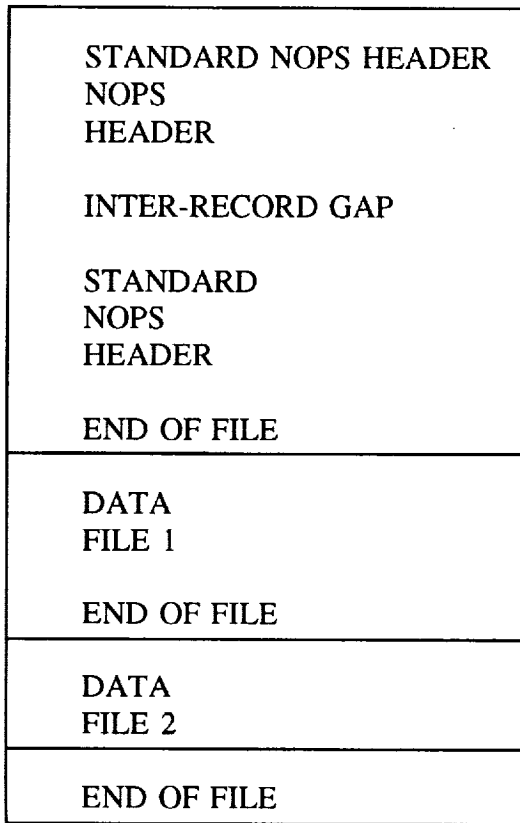 STANDARD NOPS HEADER
NOPS
HEADER
INTER-RECORD GAP
STANDARD
NOPS
HEADER
END OF FILE
DATA
FILE 1
END OF FILE
DATA
FILE 2
END OF FILE